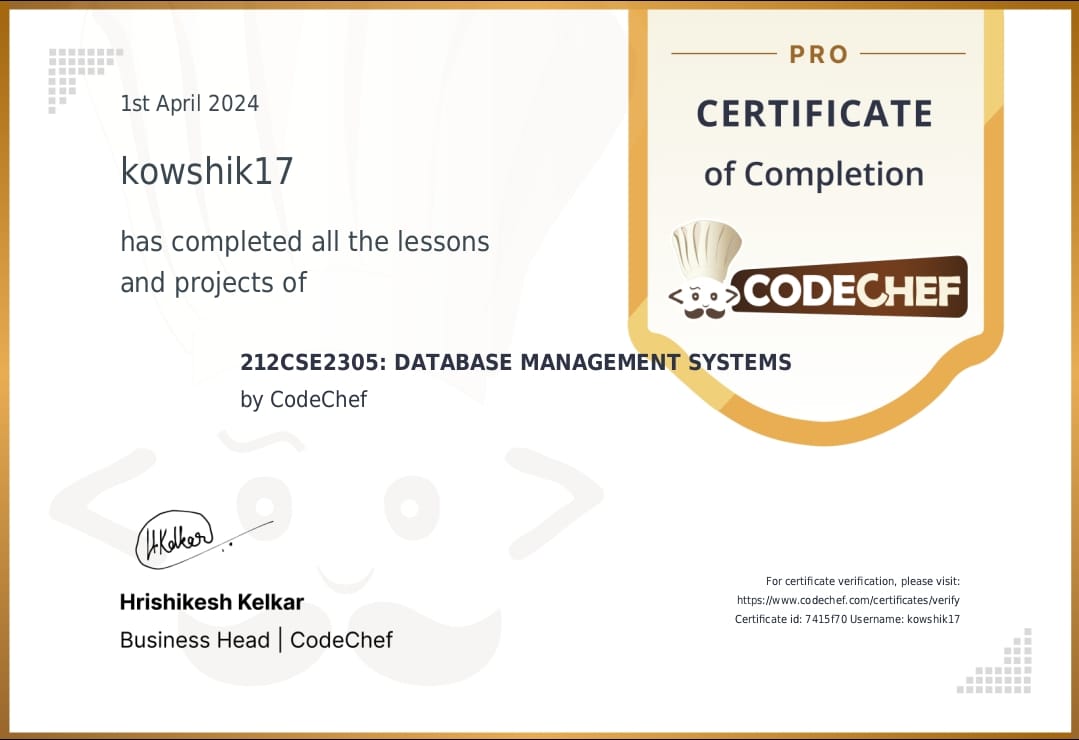 PRO
CERTIFICATE
of Completion
CODECHEF
1st April 2024
kowshik17
has completed all the lessons
and projects of
212CSE2305: DATABASE MANAGEMENT SYSTEMS
by CodeChef
HKelkar
Hrishikesh Kelkar
Business Head | CodeChef
For certificate verification, please visit:
https://www.codechef.com/certificates/verify
Certificate id: 7415f70 Username: kowshik17